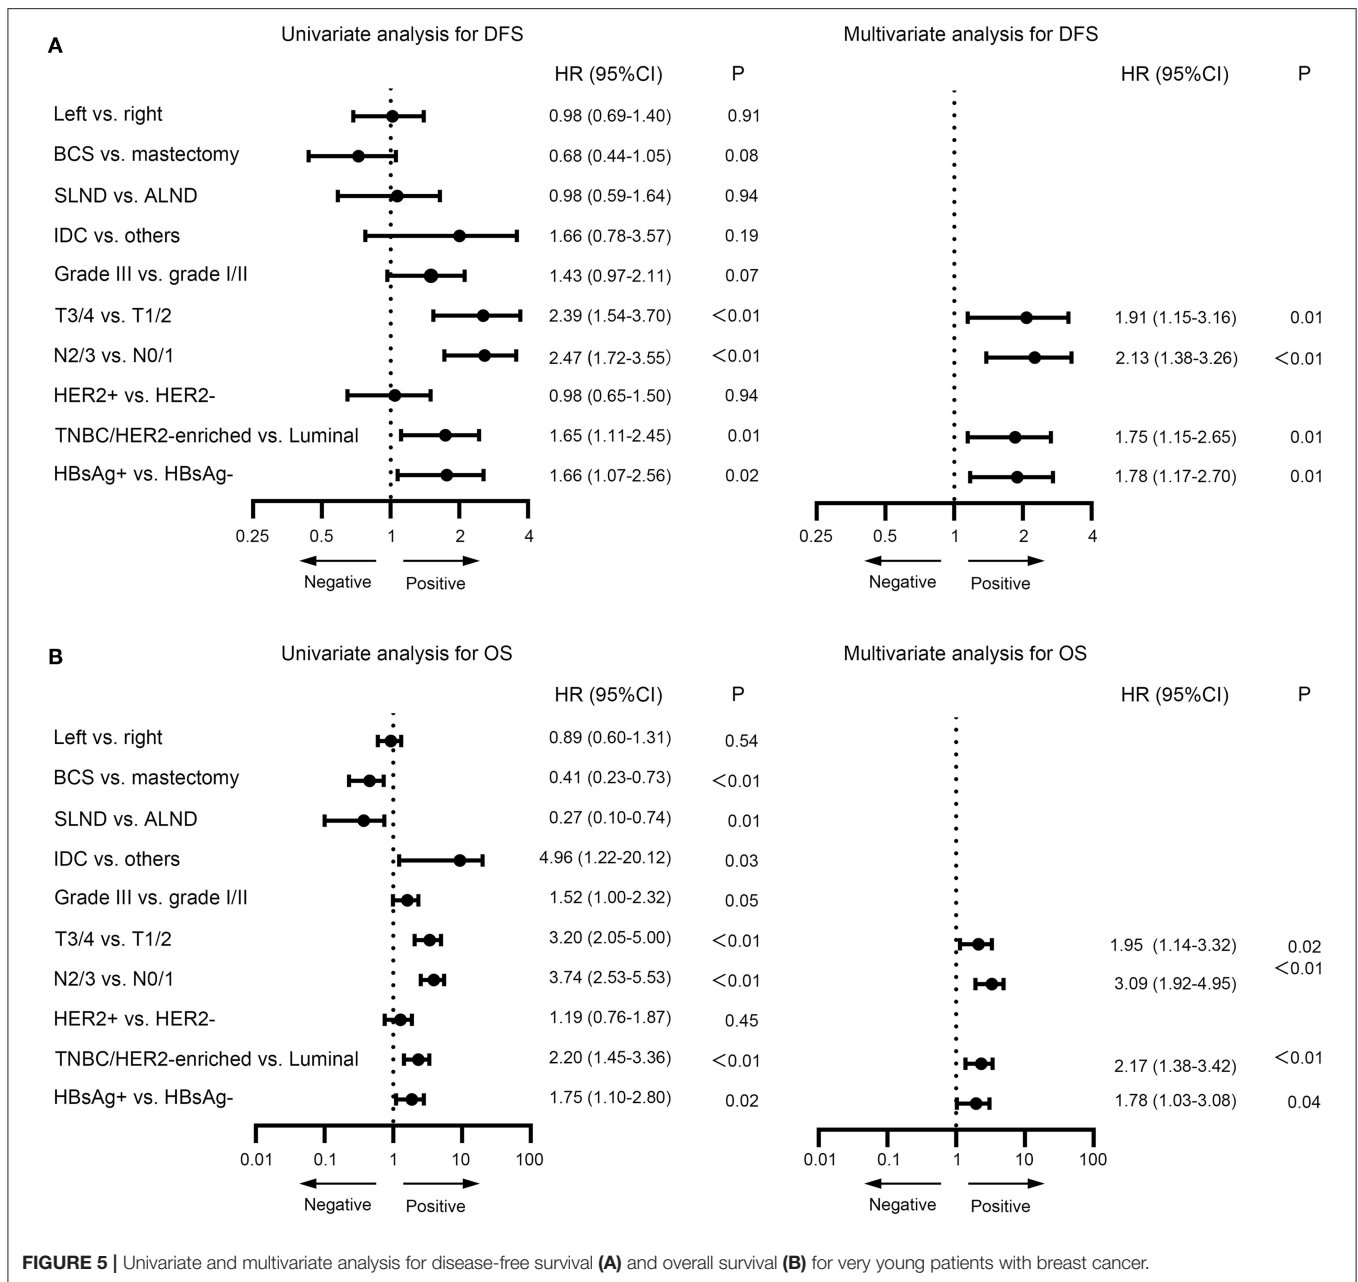 A
Univariate analysis for DFS
Multivariate analysis for DFS
HR (95%CI) P
HR (95%CI) P
Left vs. right 0.98 (0.69-1.40) 0.91
BCS vs. mastectomy 0.68 (0.44-1.05) 0.08
SLND vs. ALND 0.98 (0.59-1.64) 0.94
IDC vs. others 1.66 (0.78-3.57) 0.19
Grade III vs. grade I/II 1.43 (0.97-2.11) 0.07
T3/4 vs. T1/2 2.39 (1.54-3.70) <0.01 1.91 (1.15-3.16) 0.01
N2/3 vs. N0/1 2.47 (1.72-3.55) <0.01 2.13 (1.38-3.26) <0.01
HER2+ vs. HER2- 0.98 (0.65-1.50) 0.94
TNBC/HER2-enriched vs. Luminal 1.65 (1.11-2.45) 0.01 1.75 (1.15-2.65) 0.01
HBsAg+ vs. HBsAg- 1.66 (1.07-2.56) 0.02 1.78 (1.17-2.70) 0.01
0.25 0.5 1 2 4 0.25 0.5 1 2 4
Negative Positive Negative Positive
B
Univariate analysis for OS
Multivariate analysis for OS
HR (95%CI) P
HR (95%CI) P
Left vs. right 0.89 (0.60-1.31) 0.54
BCS vs. mastectomy 0.41 (0.23-0.73) <0.01
SLND vs. ALND 0.27 (0.10-0.74) 0.01
IDC vs. others 4.96 (1.22-20.12) 0.03
Grade III vs. grade I/II 1.52 (1.00-2.32) 0.05
T3/4 vs. T1/2 3.20 (2.05-5.00) <0.01 1.95 (1.14-3.32) 0.02
N2/3 vs. N0/1 3.74 (2.53-5.53) <0.01 3.09 (1.92-4.95) <0.01
HER2+ vs. HER2- 1.19 (0.76-1.87) 0.45
TNBC/HER2-enriched vs. Luminal 2.20 (1.45-3.36) <0.01 2.17 (1.38-3.42) <0.01
HBsAg+ vs. HBsAg- 1.75 (1.10-2.80) 0.02 1.78 (1.03-3.08) 0.04
0.01 0.1 1 10 100 0.01 0.1 1 10 100
Negative Positive Negative Positive
FIGURE 5 | Univariate and multivariate analysis for disease-free survival (A) and overall survival (B) for very young patients with breast cancer.